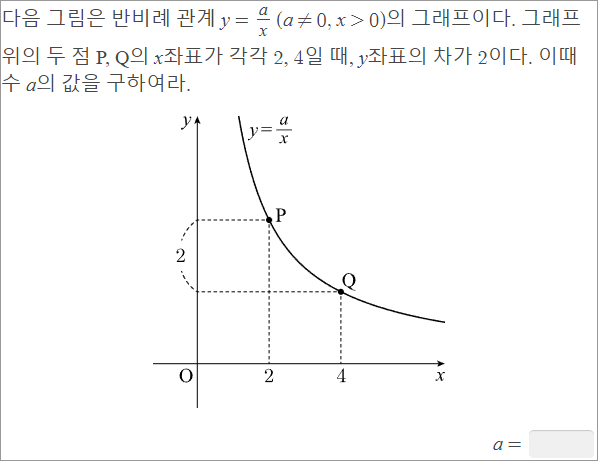 다음 그림은 반비례 관계 y = a/x (a ≠ 0, x > 0)의 그래프이다. 그래프
위의 두 점 P, Q의 x좌표가 각각 2, 4일 때, y좌표의 차가 2이다. 이때
수 a의 값을 구하여라.
y
y = a/x
P
2
Q
O 2 4 x
a =